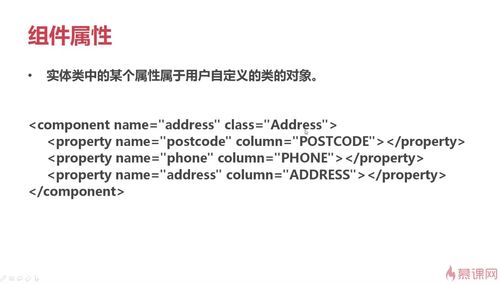 组件属性
• 实体类中的某个属性属于用户自定义的类的对象。
<component name="address" class="Address">
<property name="postcode" column="POSTCODE"></property>
<property name="phone" column="PHONE"></property>
<property name="address" column="ADDRESS"></property>
</component>
慕课网